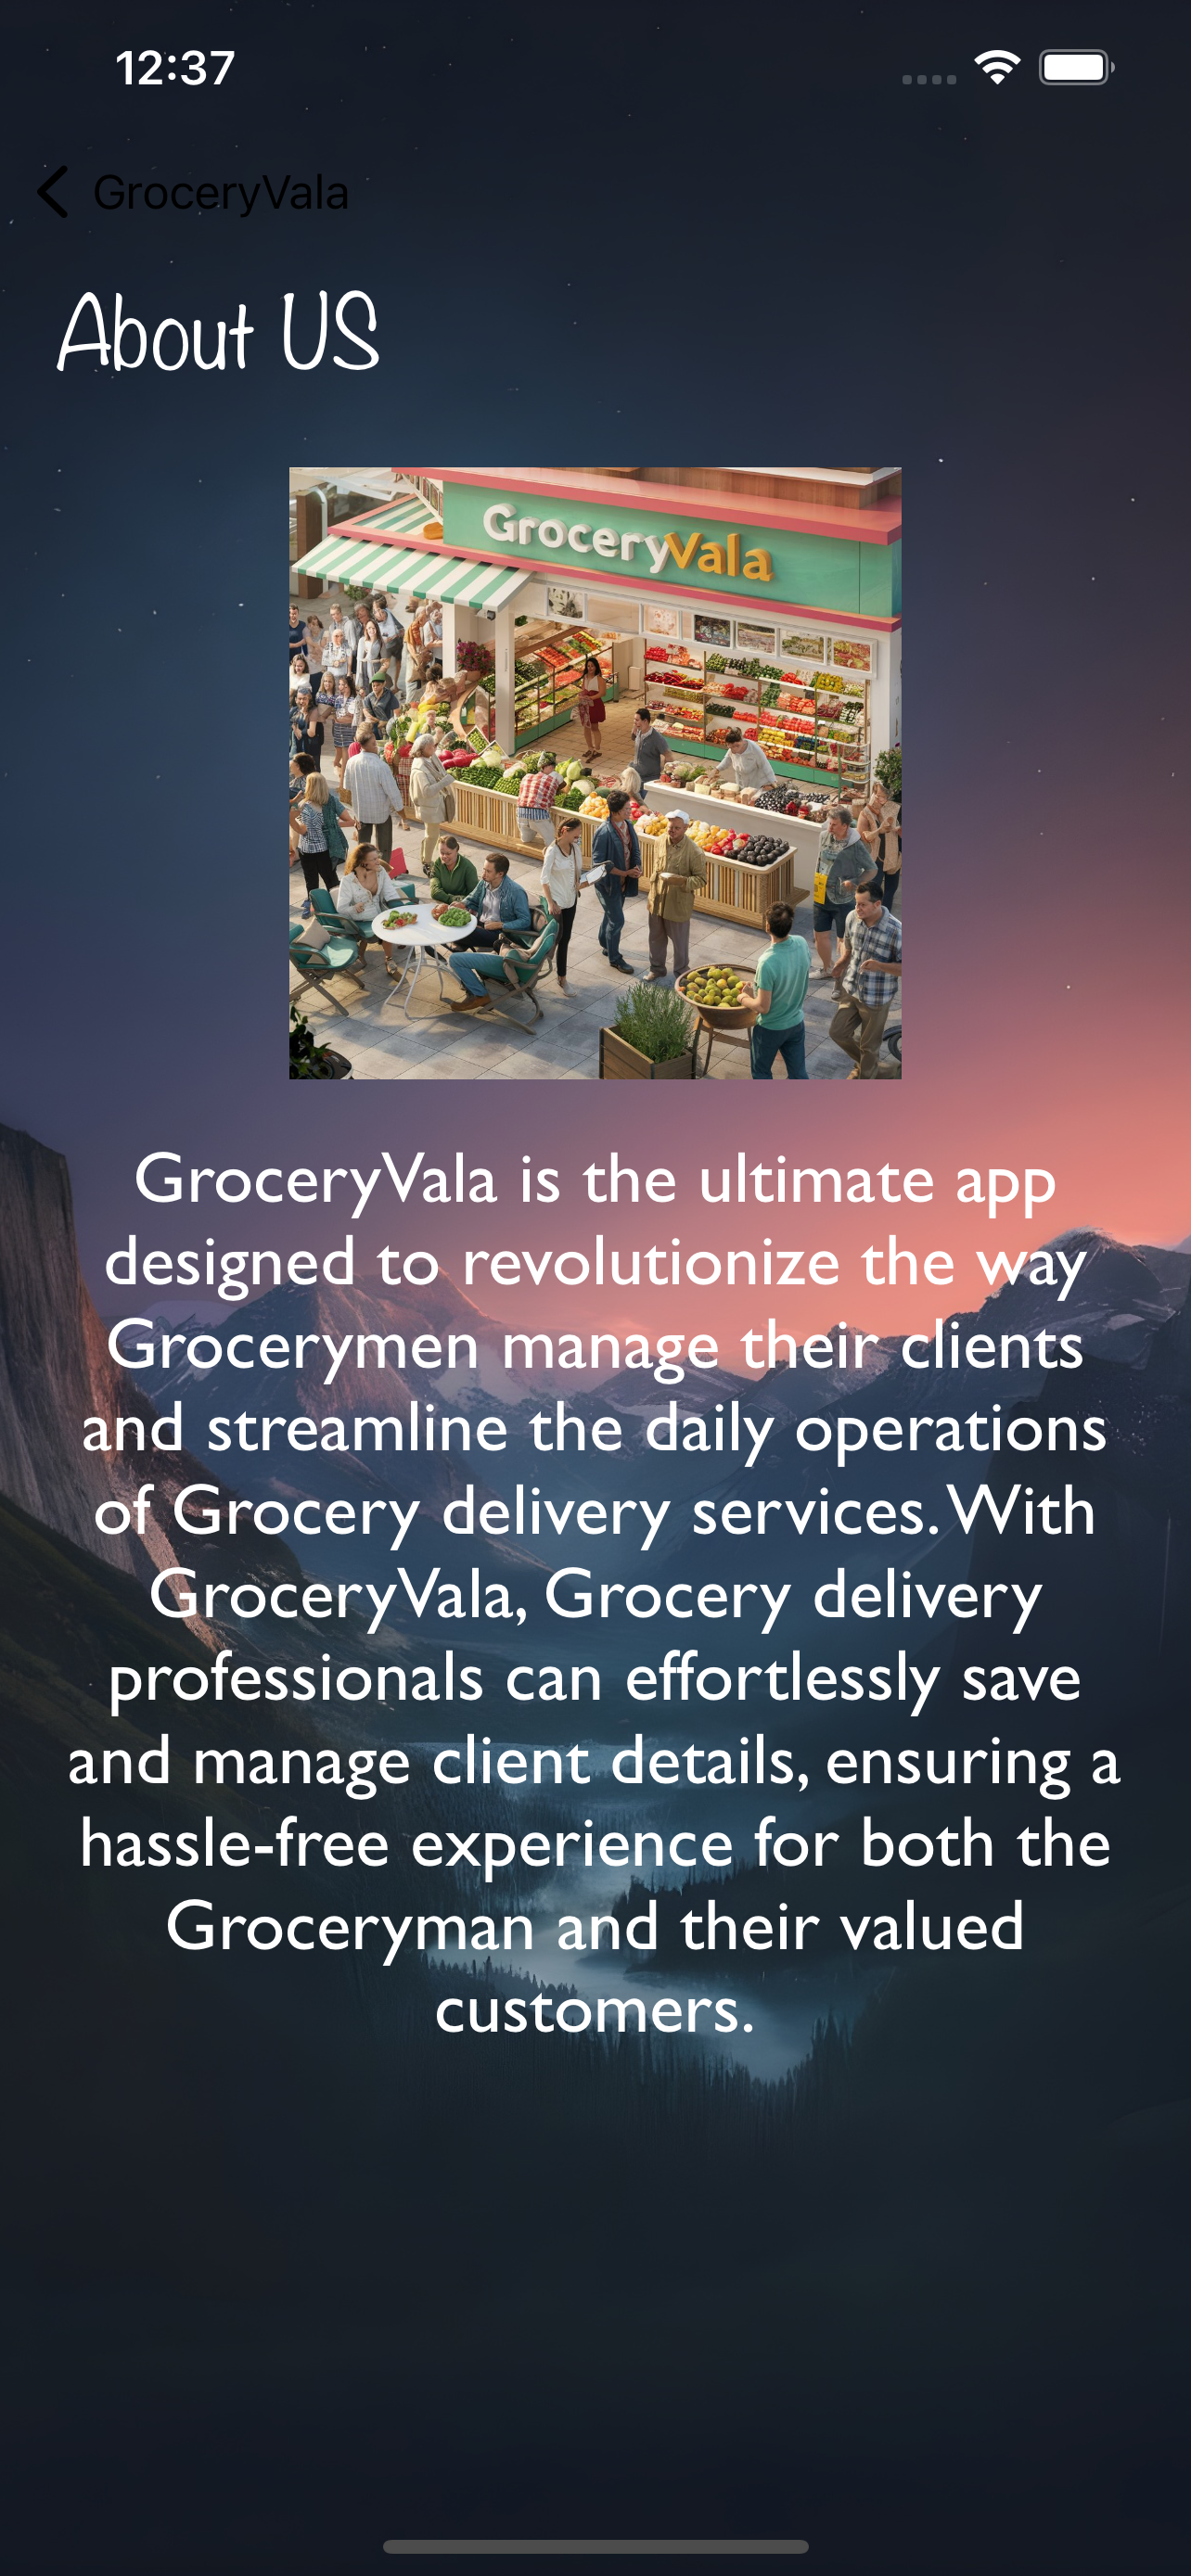 12:37
GroceryVala
About US
GroceryVala
GroceryVala is the ultimate app
designed to revolutionize the way
Grocerymen manage their clients
and streamline the daily operations
of Grocery delivery services. With
GroceryVala, Grocery delivery
professionals can effortlessly save
and manage client details, ensuring a
hassle-free experience for both the
Groceryman and their valued
customers.